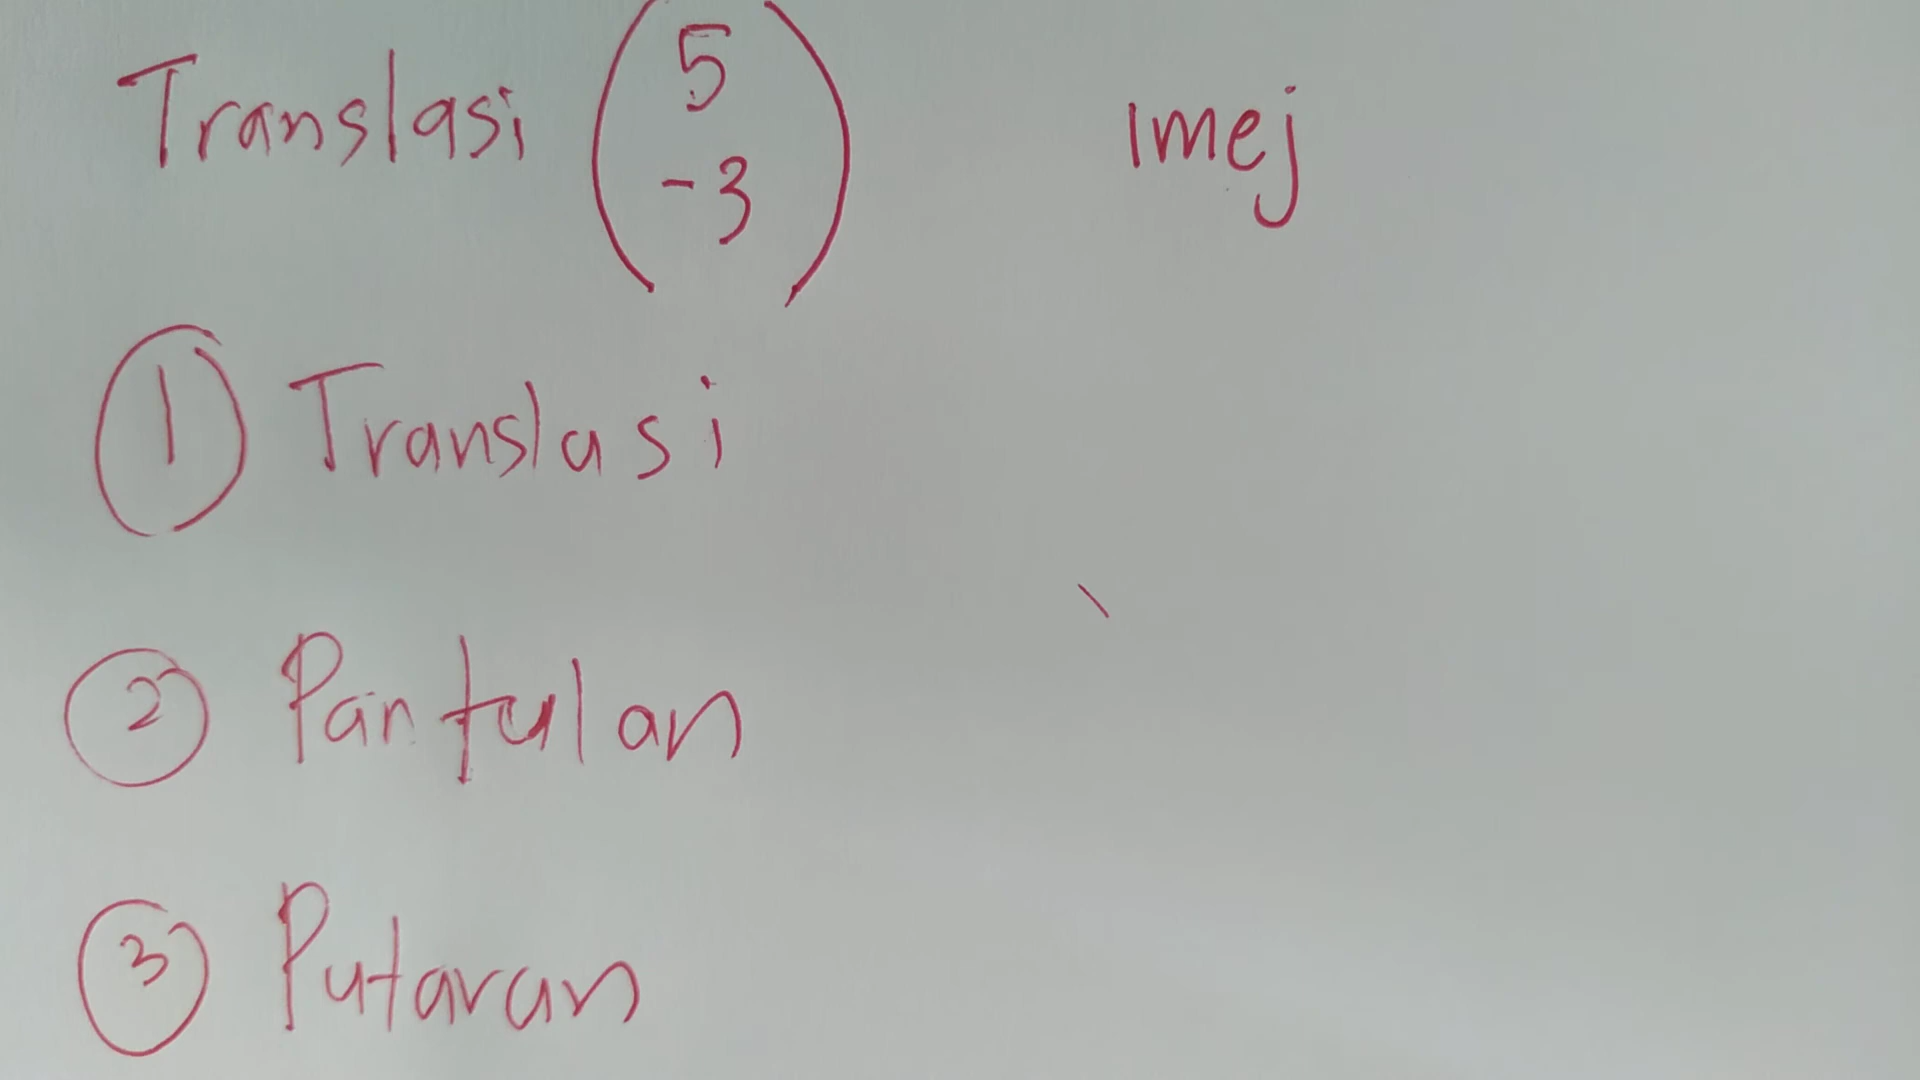 Translasi ( 5 -3 ) imej
1 Translasi
2 Pantulan
3 Putaran